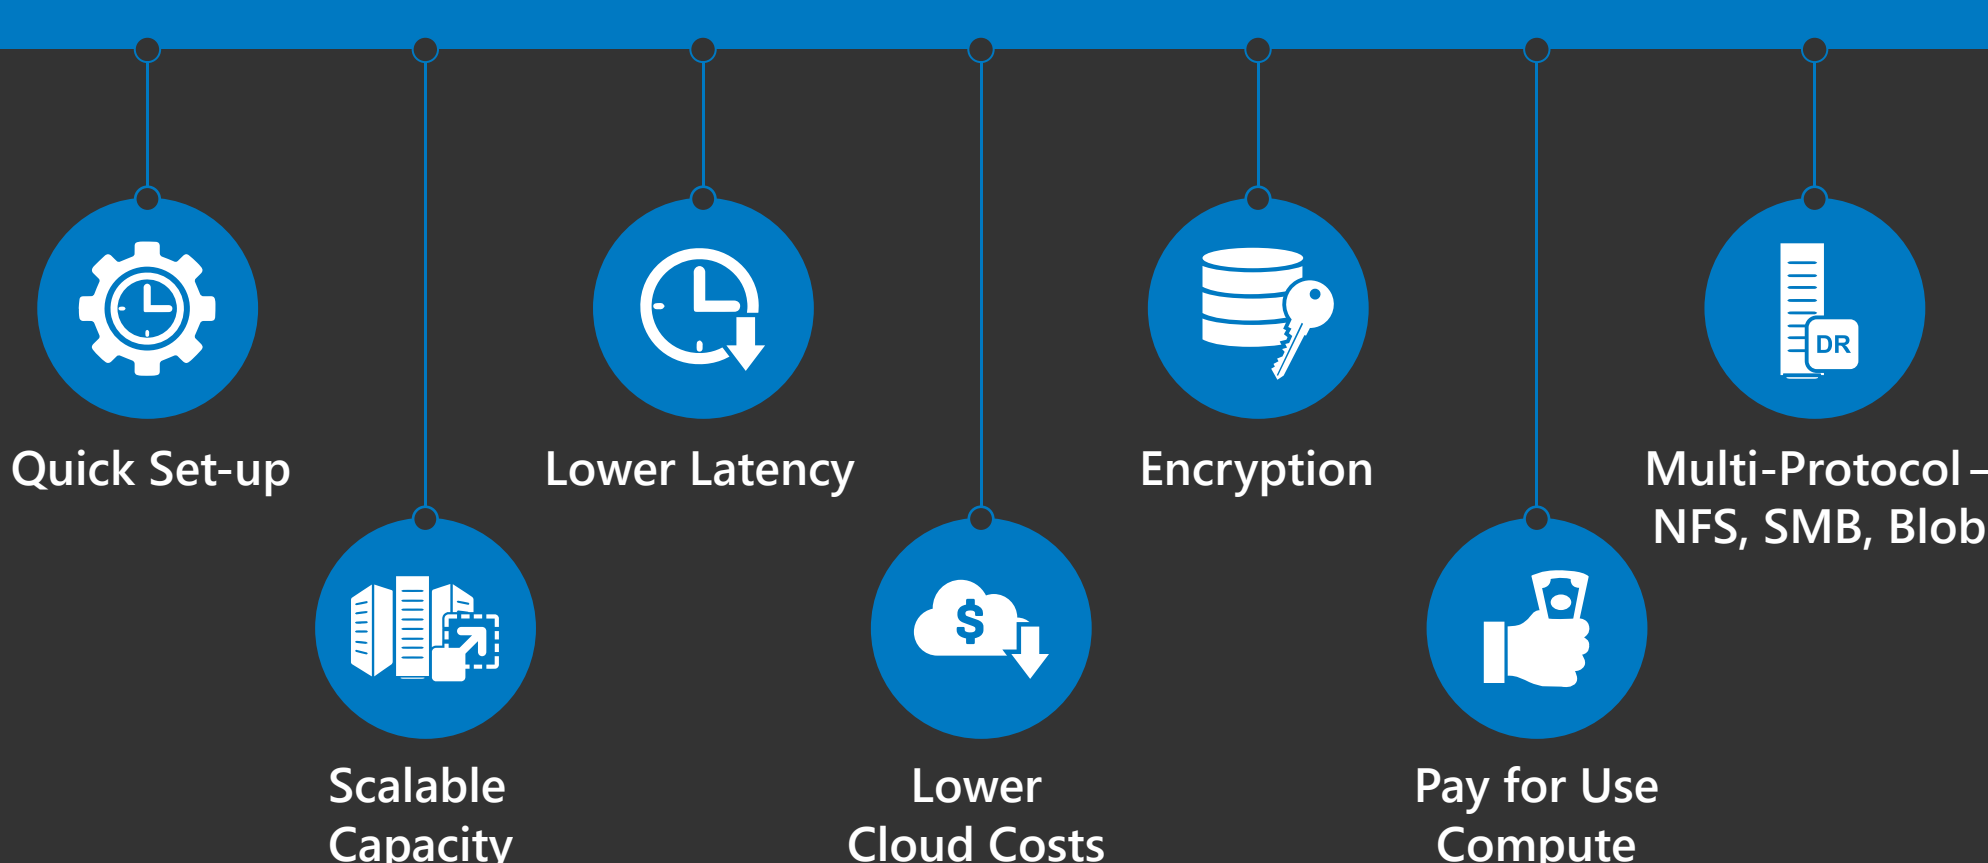 Quick Set-up
Scalable
Capacity
Lower Latency
$
Lower
Cloud Costs
Encryption
Pay for Use
Compute
DR
Multi-Protocol –
NFS, SMB, Blob